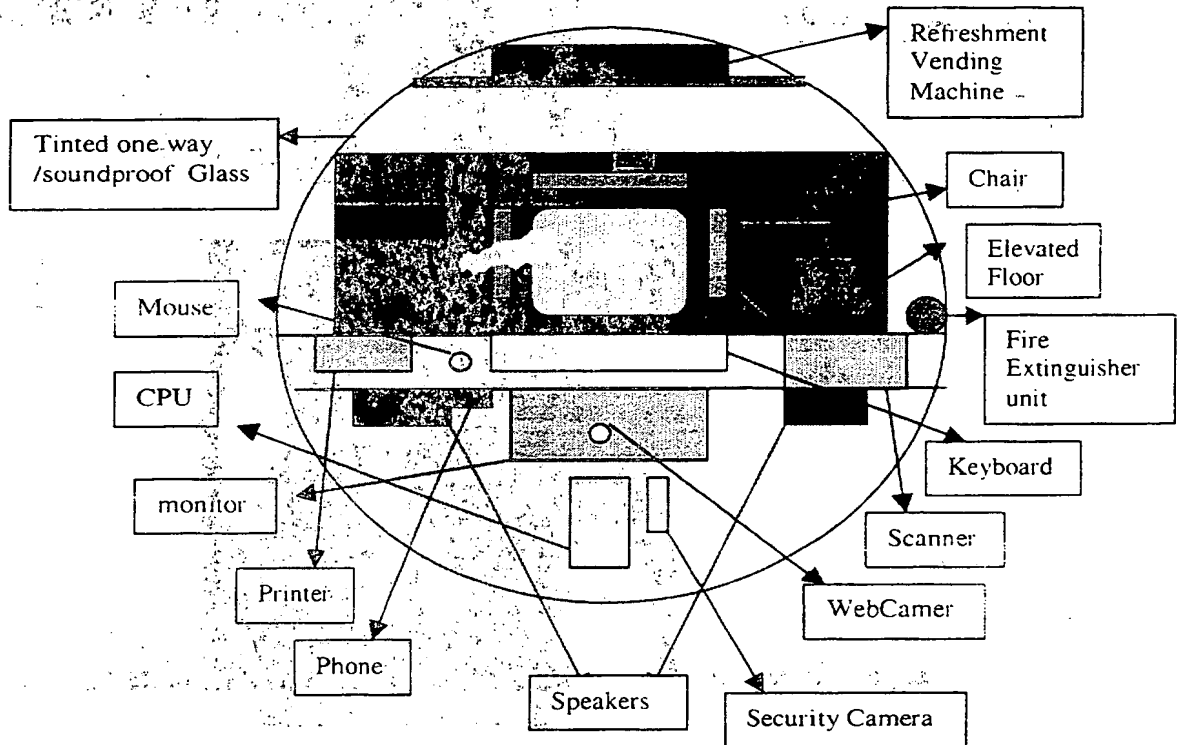 Refreshment
Vending
Machine
Tinted one way
/soundproof Glass
Chair
Elevated
Floor
Mouse
Fire
Extinguisher
unit
CPU
Keyboard
monitor
Scanner
Printer
WebCamer
Phone
Speakers
Security Camera